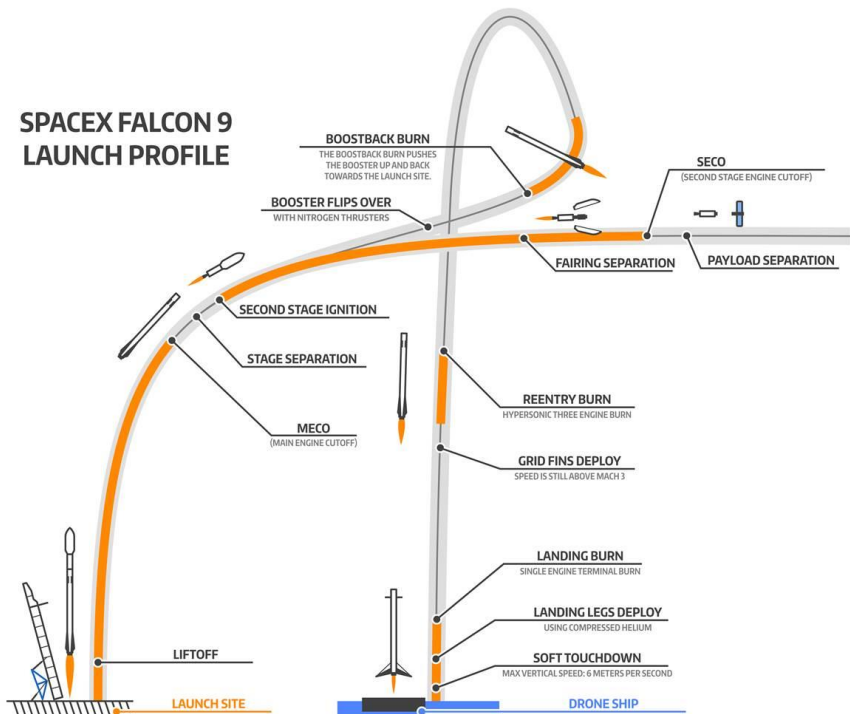 SPACEX FALCON 9
LAUNCH PROFILE
BOOSTBACK BURN
THE BOOSTBACK BURN PUSHES
THE BOOSTER UP AND BACK
TOWARDS THE LAUNCH SITE.
BOOSTER FLIPS OVER
WITH NITROGEN THRUSTERS
SECO
(SECOND STAGE ENGINE CUTOFF)
FAIRING SEPARATION
PAYLOAD SEPARATION
SECOND STAGE IGNITION
STAGE SEPARATION
MECO
(MAIN ENGINE CUTOFF)
REENTRY BURN
HYPERSONIC THREE ENGINE BURN
GRID FINS DEPLOY
SPEED IS STILL ABOVE MACH 3
LANDING BURN
SINGLE ENGINE TERMINAL BURN
LANDING LEGS DEPLOY
USING COMPRESSED HELIUM
SOFT TOUCHDOWN
MAX VERTICAL SPEED: 6 METERS PER SECOND
LIFTOFF
LAUNCH SITE
DRONE SHIP